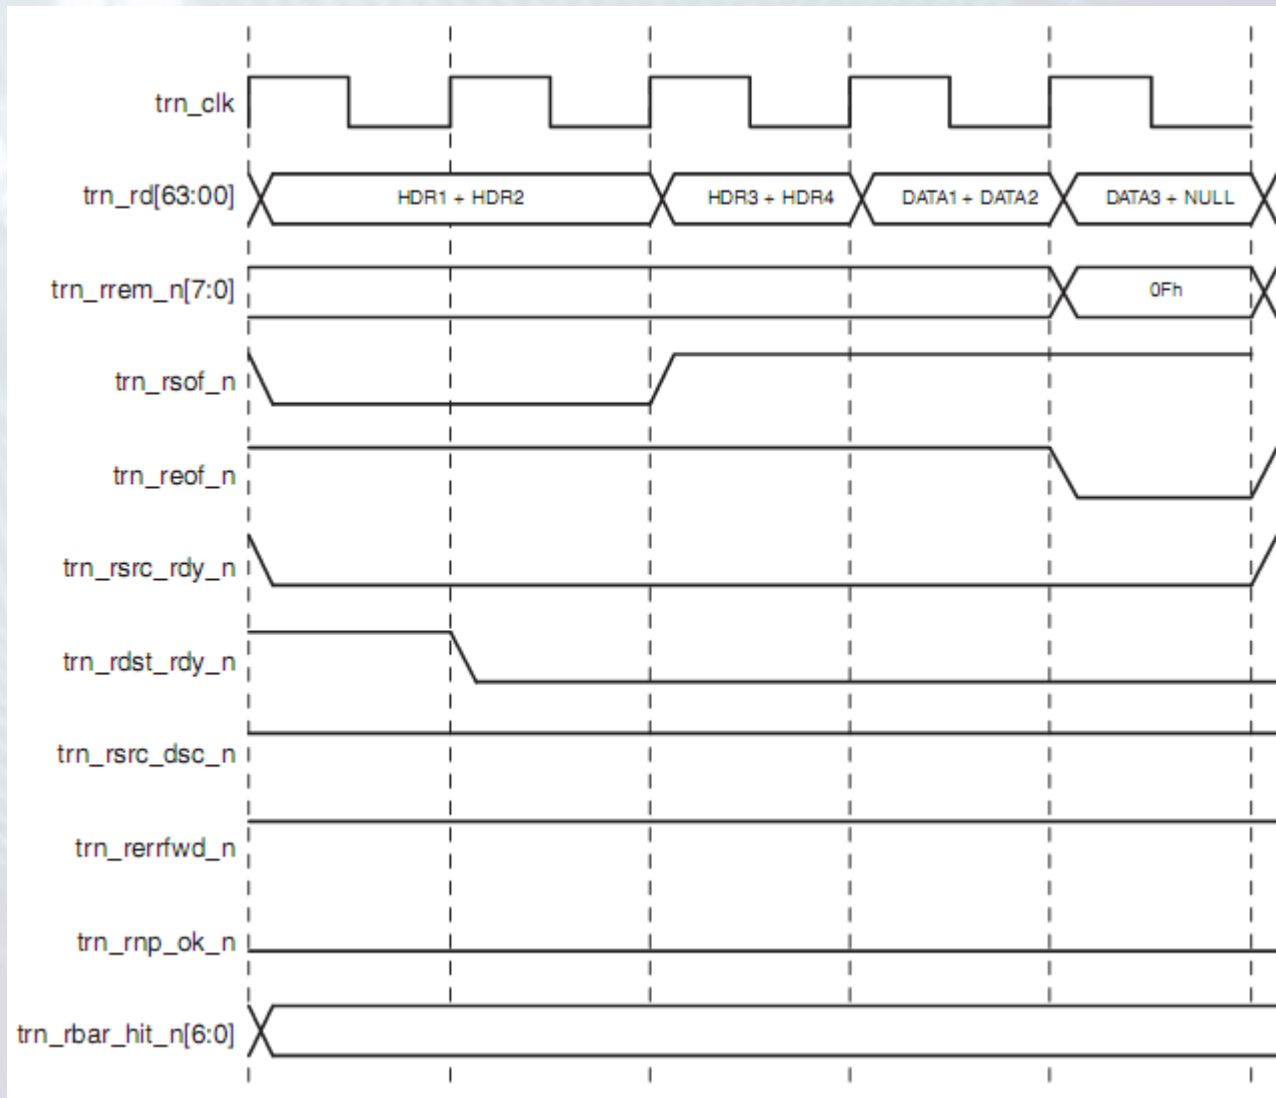 trn_clk
trn_rd[63:00]
HDR1 + HDR2
HDR3 + HDR4
DATA1 + DATA2
DATA3 + NULL
trn_rrem_n[7:0]
0Fh
trn_rsof_n
trn_reof_n
trn_rsrc_rdy_n
trn_rdst_rdy_n
trn_rsrc_dsc_n
trn_rerrfwd_n
trn_rnp_ok_n
trn_rbar_hit_n[6:0]